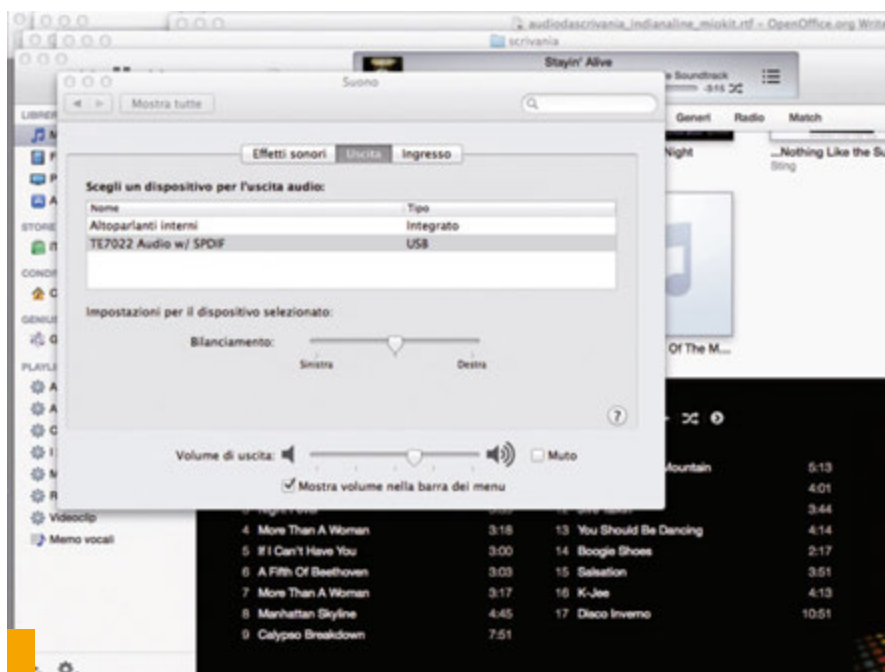 audiodascrivania_indianaline_miokit.rtf – OpenOffice.org Write
scrivania
Stayin' Alive
Soundtrack
-3:15
Suono
Mostra tutte
Generi Radio Match
Effetti sonori Uscita Ingresso
Night
...Nothing Like the Su
Sting
Scegli un dispositivo per l'uscita audio:
Nome Tipo
Altoparlanti interni Integrato
TE7022 Audio w/ SPDIF USB
STORE
GENIUS
Impostazioni per il dispositivo selezionato:
Bilanciamento:
Sinistra Destra
Of The M...
?
Volume di uscita: Muto
Mostra volume nella barra dei menu
Mountain 5:13
4:01
3:44
Videoclip
Memo vocali
4 More Than A Woman 3:18 13 You Should Be Dancing 4:14
5 If I Can't Have You 3:00 14 Boogie Shoes 2:17
6 A Fifth Of Beethoven 3:03 15 Salsation 3:51
7 More Than A Woman 3:17 16 K-Jee 4:13
8 Manhattan Skyline 4:45 17 Disco Inferno 10:51
9 Calypso Breakdown 7:51